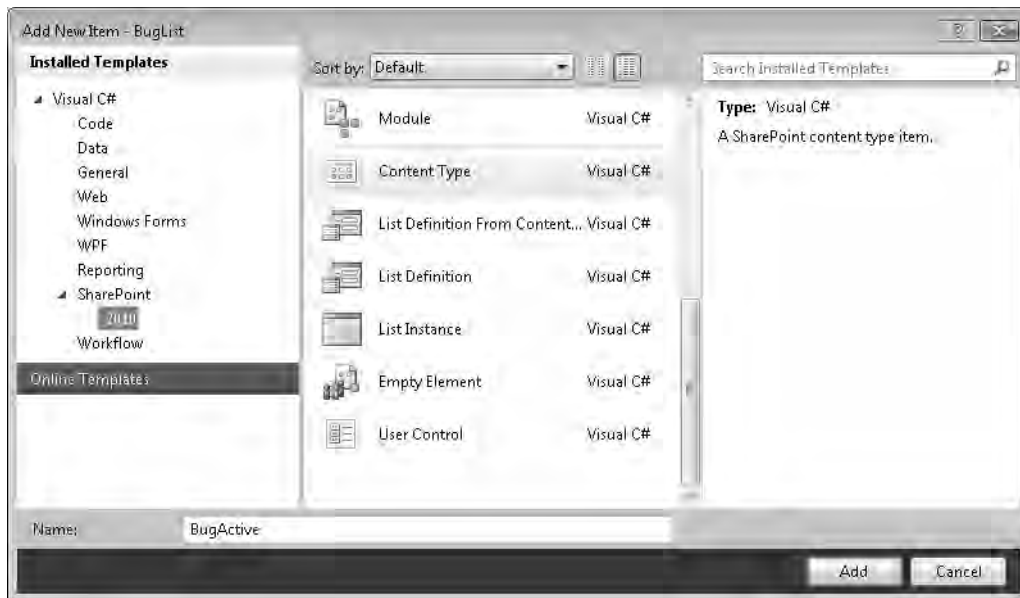 Add New Item - BugList
Installed Templates
Visual C#
Code
Data
General
Web
Windows Forms
WPF
Reporting
SharePoint
2010
Workflow
Online Templates
Sort by: Default
Module Visual C#
Content Type Visual C#
List Definition From Content... Visual C#
List Definition Visual C#
List Instance Visual C#
Empty Element Visual C#
User Control Visual C#
Search Installed Templates
Type: Visual C#
A SharePoint content type item.
Name: BugActive
Add Cancel